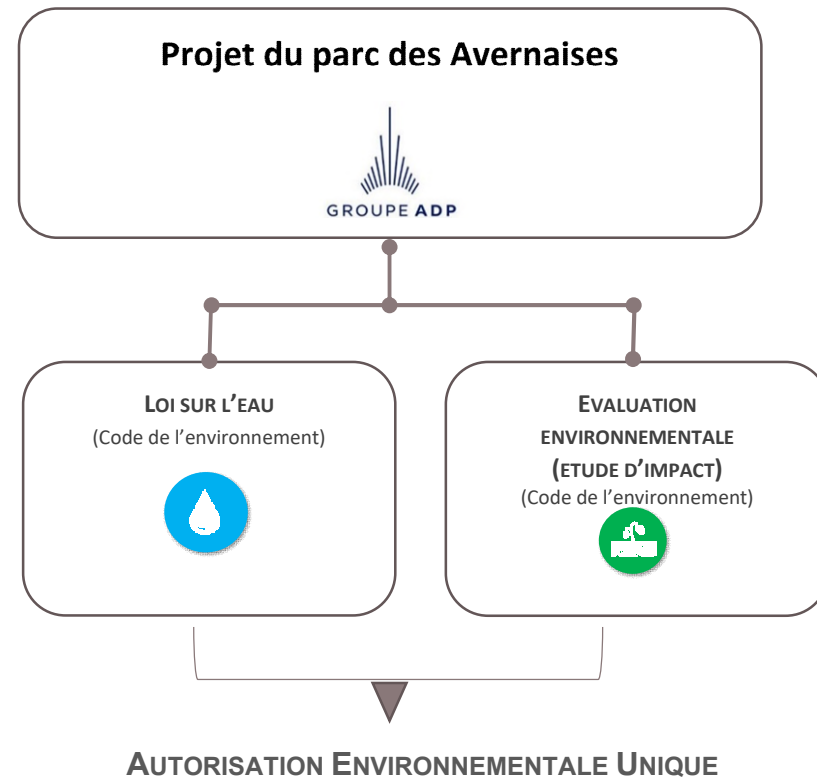 Projet du parc des Avernaises
GROUPE ADP
LOI SUR L’EAU
(Code de l’environnement)
EVALUATION
ENVIRONNEMENTALE
(ETUDE D’IMPACT)
(Code de l’environnement)
AUTORISATION ENVIRONNEMENTALE UNIQUE